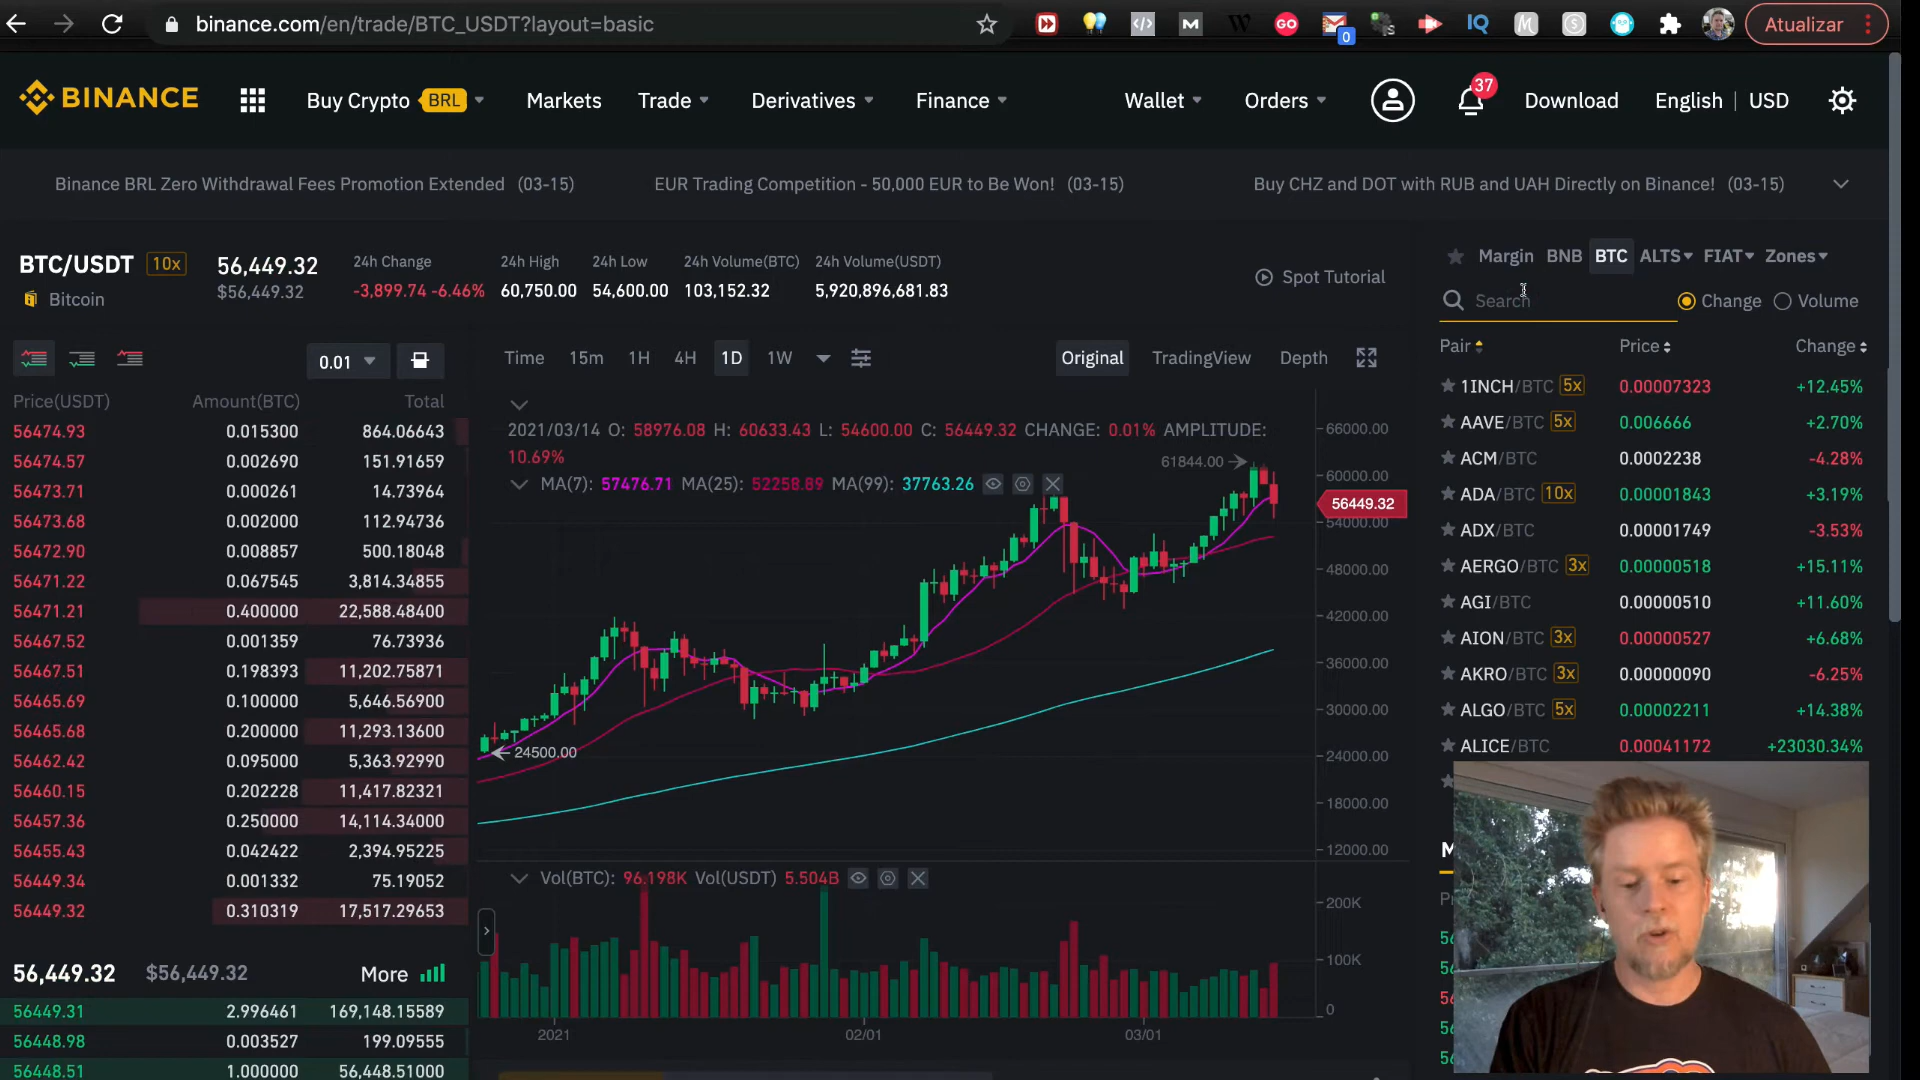 binance.com/en/trade/BTC_USDT?layout=basic
GO
0
IQ
Atualizar
BINANCE
Buy Crypto BRL
Markets
Trade
Derivatives
Finance
Wallet
Orders
37
Download
English | USD
Binance BRL Zero Withdrawal Fees Promotion Extended (03-15)
EUR Trading Competition - 50,000 EUR to Be Won! (03-15)
Buy CHZ and DOT with RUB and UAH Directly on Binance! (03-15)
BTC/USDT 10x
Bitcoin
56,449.32
$56,449.32
24h Change
-3,899.74 -6.46%
24h High
60,750.00
24h Low
54,600.00
24h Volume(BTC)
103,152.32
24h Volume(USDT)
5,920,896,681.83
Spot Tutorial
0.01
Price(USDT) Amount(BTC) Total
56474.93 0.015300 864.06643
56474.57 0.002690 151.91659
56473.71 0.000261 14.73964
56473.68 0.002000 112.94736
56472.90 0.008857 500.18048
56471.22 0.067545 3,814.34855
56471.21 0.400000 22,588.48400
56467.52 0.001359 76.73936
56467.51 0.198393 11,202.75871
56465.69 0.100000 5,646.56900
56465.68 0.200000 11,293.13600
56462.42 0.095000 5,363.92990
56460.15 0.202228 11,417.82321
56457.36 0.250000 14,114.34000
56455.43 0.042422 2,394.95225
56449.34 0.001332 75.19052
56449.32 0.310319 17,517.29653
56,449.32 $56,449.32 More
56449.31 2.996461 169,148.15589
56448.98 0.003527 199.09555
56448.51 1.000000 56,448.51000
Time 15m 1H 4H 1D 1W
Original TradingView Depth
2021/03/14 O: 58976.08 H: 60633.43 L: 54600.00 C: 56449.32 CHANGE: 0.01% AMPLITUDE:
10.69%
MA(7): 57476.71 MA(25): 52258.89 MA(99): 37763.26
61844.00
24500.00
66000.00
60000.00
56449.32
54000.00
48000.00
42000.00
36000.00
30000.00
24000.00
18000.00
12000.00
Vol(BTC): 96.198K Vol(USDT) 5.504B
200K
100K
0
2021
02/01
03/01
Margin BNB BTC ALTS FIAT Zones
Search
Change Volume
Pair Price Change
1INCH/BTC 5x 0.00007323 +12.45%
AAVE/BTC 5x 0.006666 +2.70%
ACM/BTC 0.0002238 -4.28%
ADA/BTC 10x 0.00001843 +3.19%
ADX/BTC 0.00001749 -3.53%
AERGO/BTC 3x 0.00000518 +15.11%
AGI/BTC 0.00000510 +11.60%
AION/BTC 3x 0.00000527 +6.68%
AKRO/BTC 3x 0.00000090 -6.25%
ALGO/BTC 5x 0.00002211 +14.38%
ALICE/BTC 0.00041172 +23030.34%